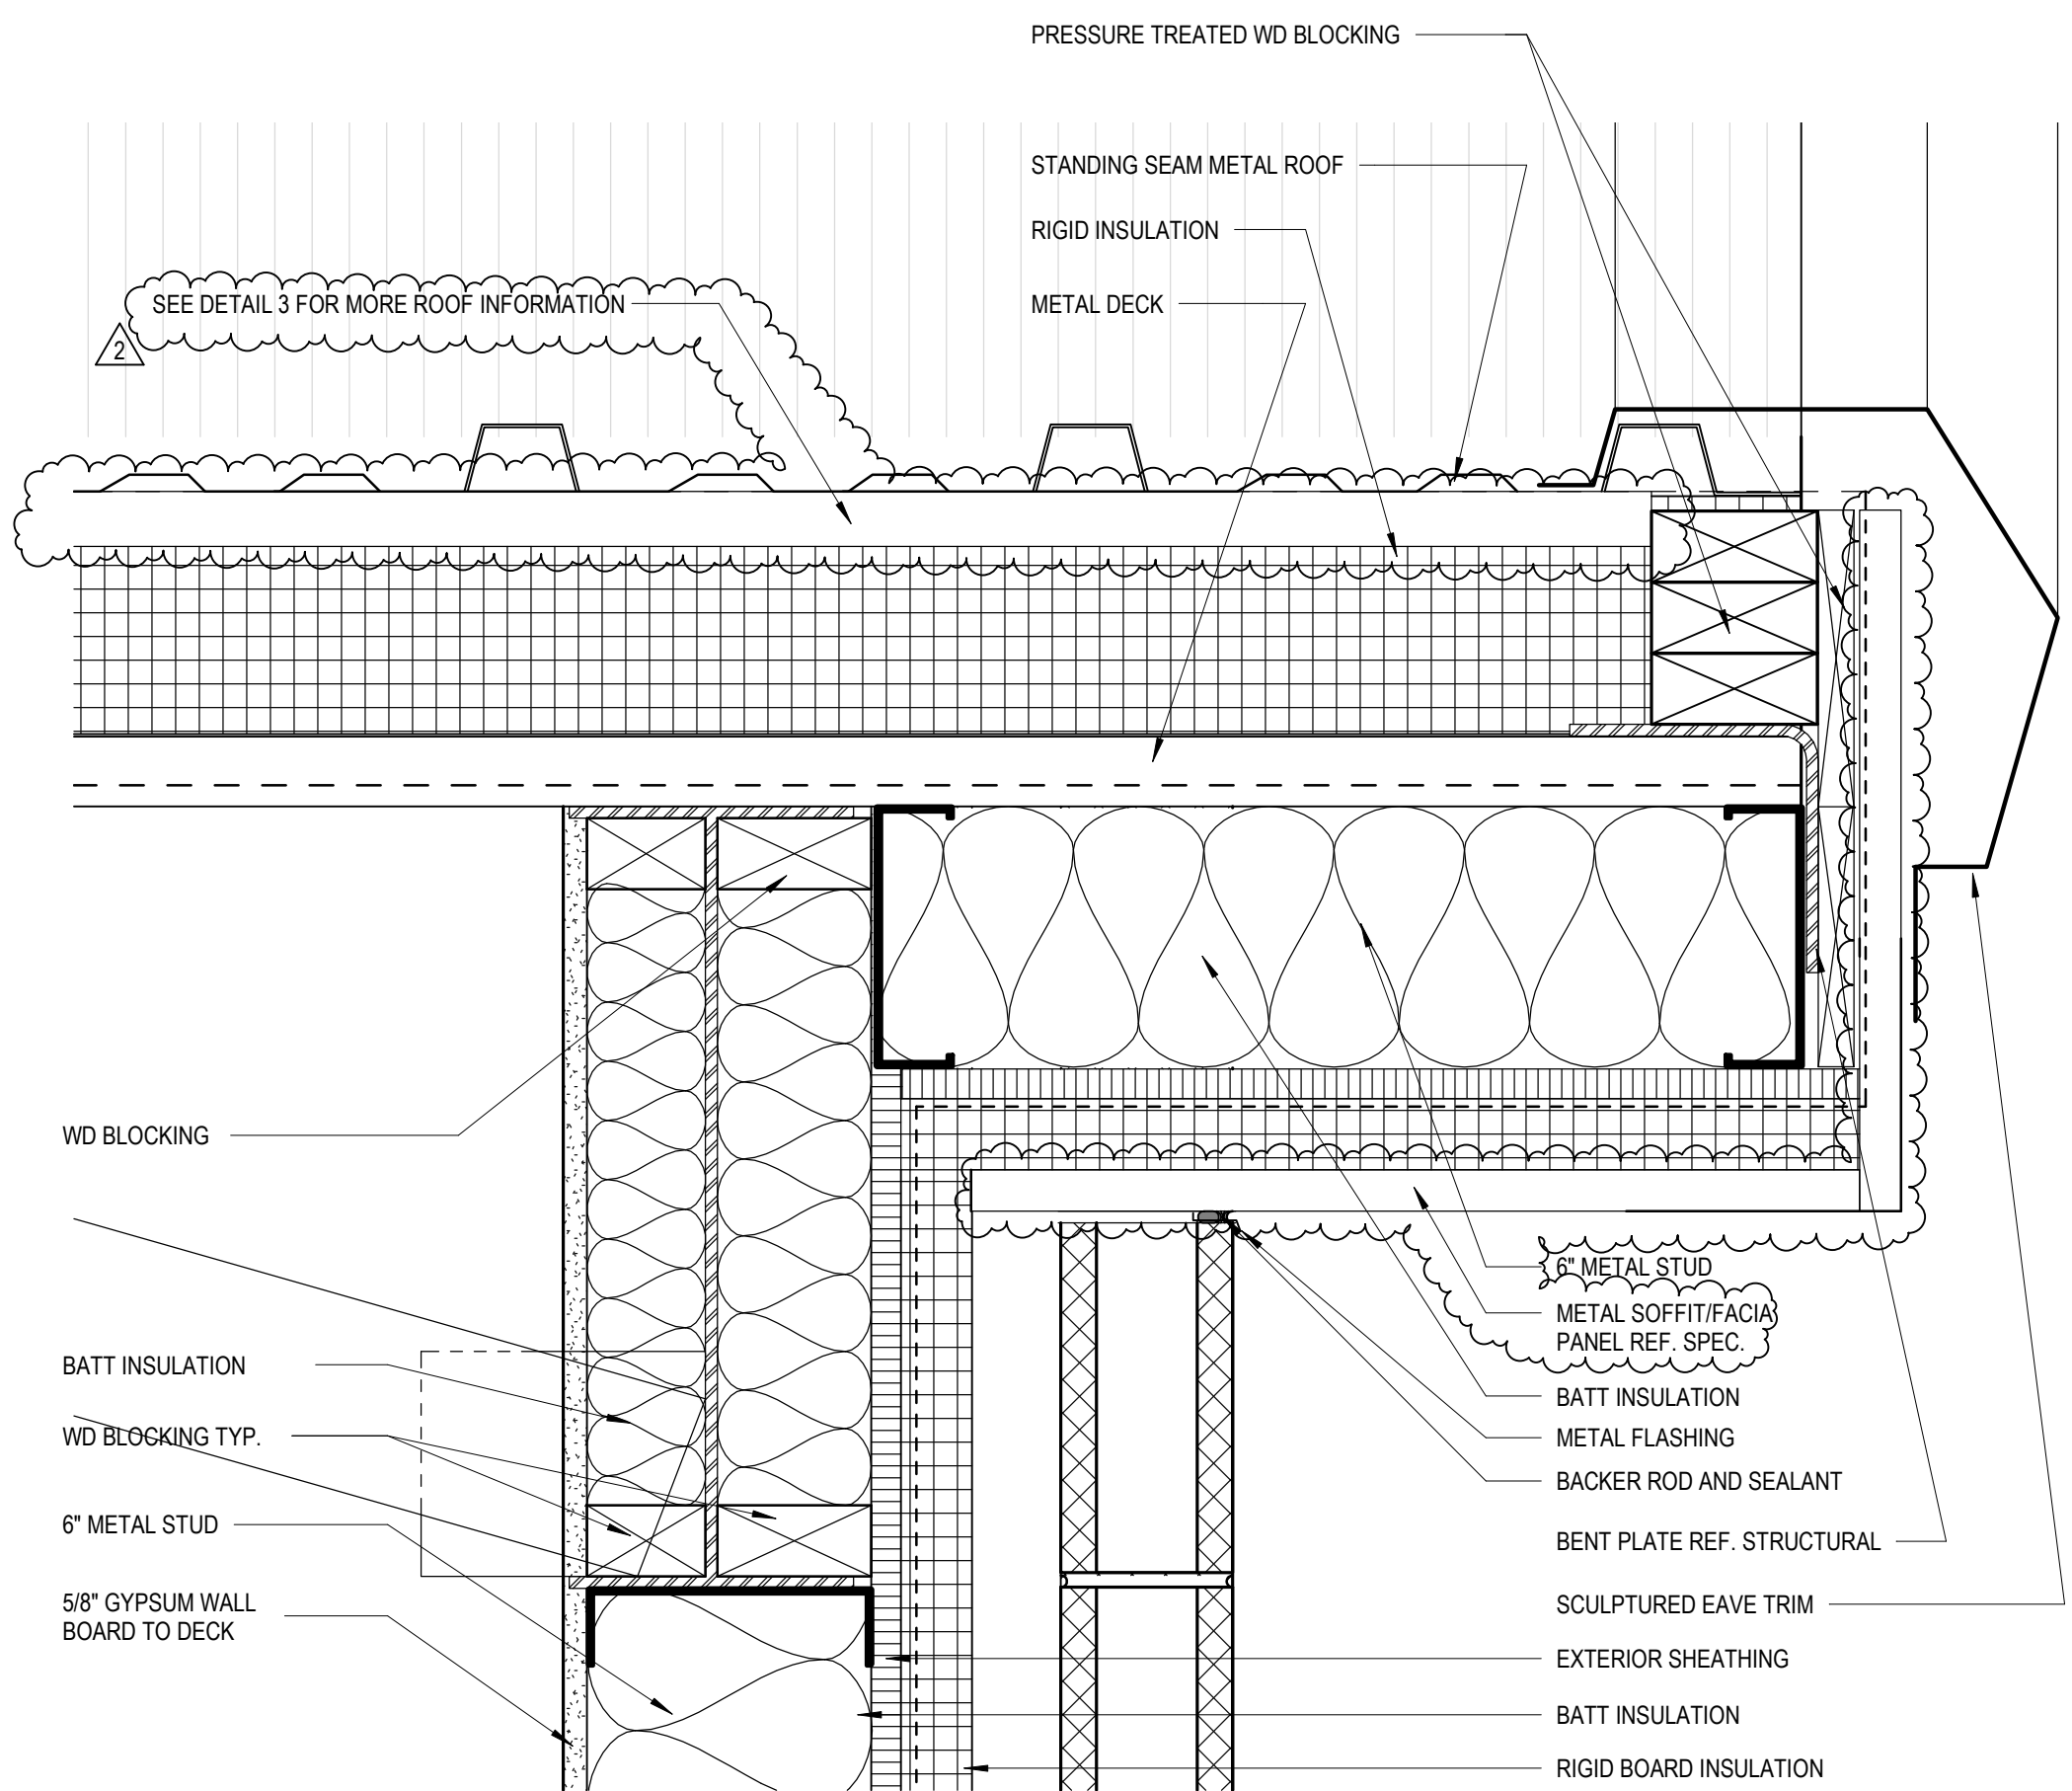 PRESSURE TREATED WD BLOCKING
STANDING SEAM METAL ROOF
RIGID INSULATION
SEE DETAIL 3 FOR MORE ROOF INFORMATION
METAL DECK
2
WD BLOCKING
BATT INSULATION
WD BLOCKING TYP.
6" METAL STUD
5/8" GYPSUM WALL
BOARD TO DECK
6" METAL STUD
METAL SOFFIT/FACIA
PANEL REF. SPEC.
BATT INSULATION
METAL FLASHING
BACKER ROD AND SEALANT
BENT PLATE REF. STRUCTURAL
SCULPTURED EAVE TRIM
EXTERIOR SHEATHING
BATT INSULATION
RIGID BOARD INSULATION